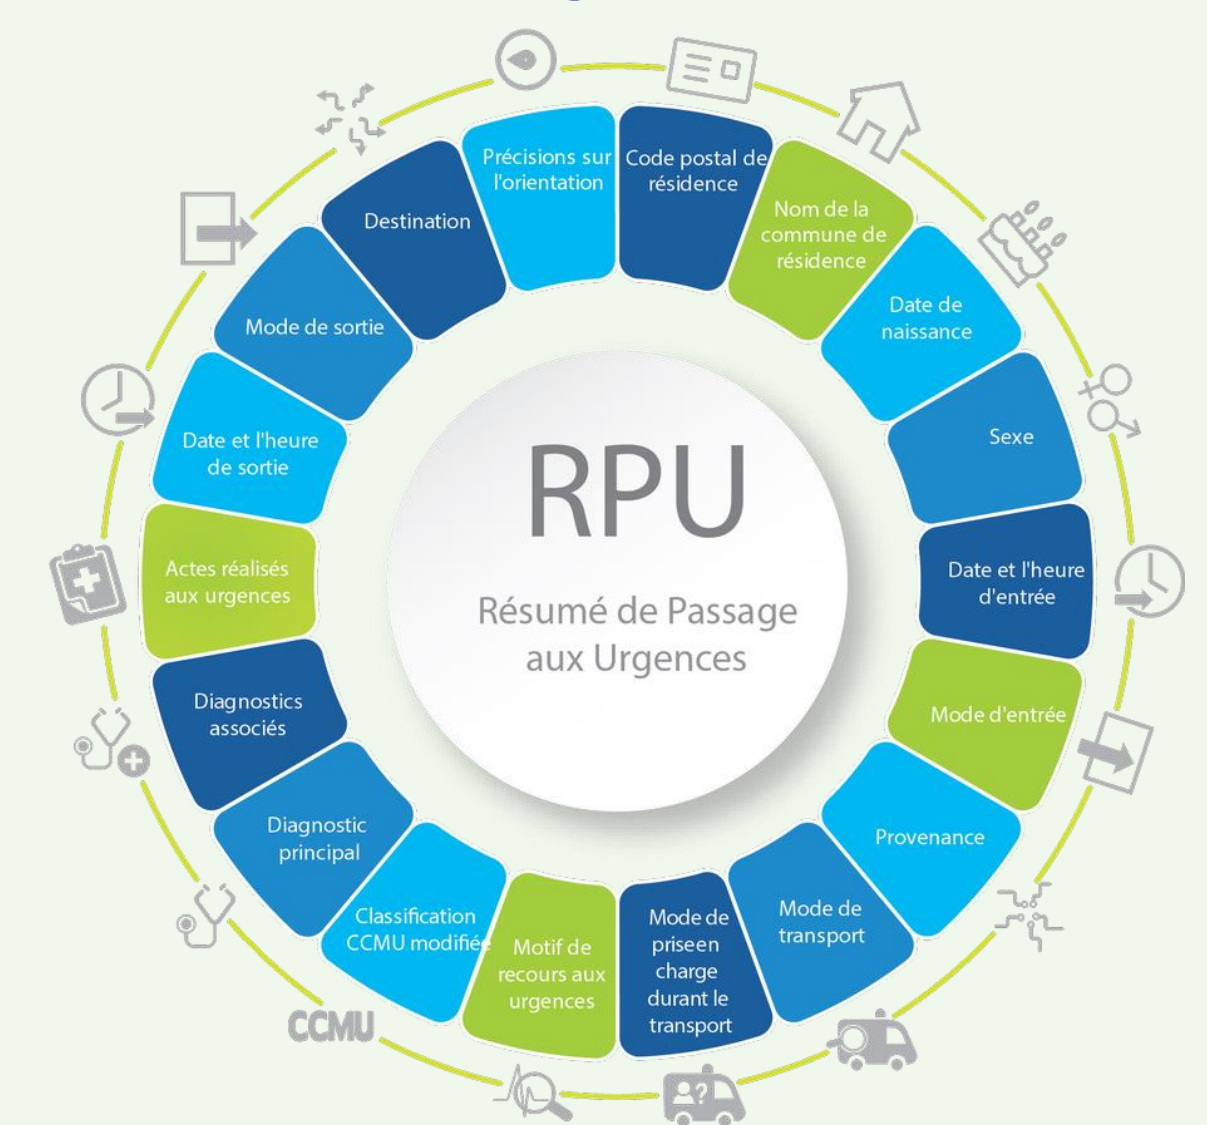 RPU
Résumé de Passage
aux Urgences
Code postal de
résidence
Nom de la
commune de
résidence
Date de
naissance
Sexe
Date et l'heure
d'entrée
Mode d'entrée
Provenance
Mode de
transport
Mode de
priseen
charge
durant le
transport
Motif de
recours aux
urgences
Classification
CCMU modifiée
Diagnostic
principal
Diagnostics
associés
Actes réalisés
aux urgences
Date et l'heure
de sortie
Mode de sortie
Destination
Précisions sur
l'orientation
CCMU
?